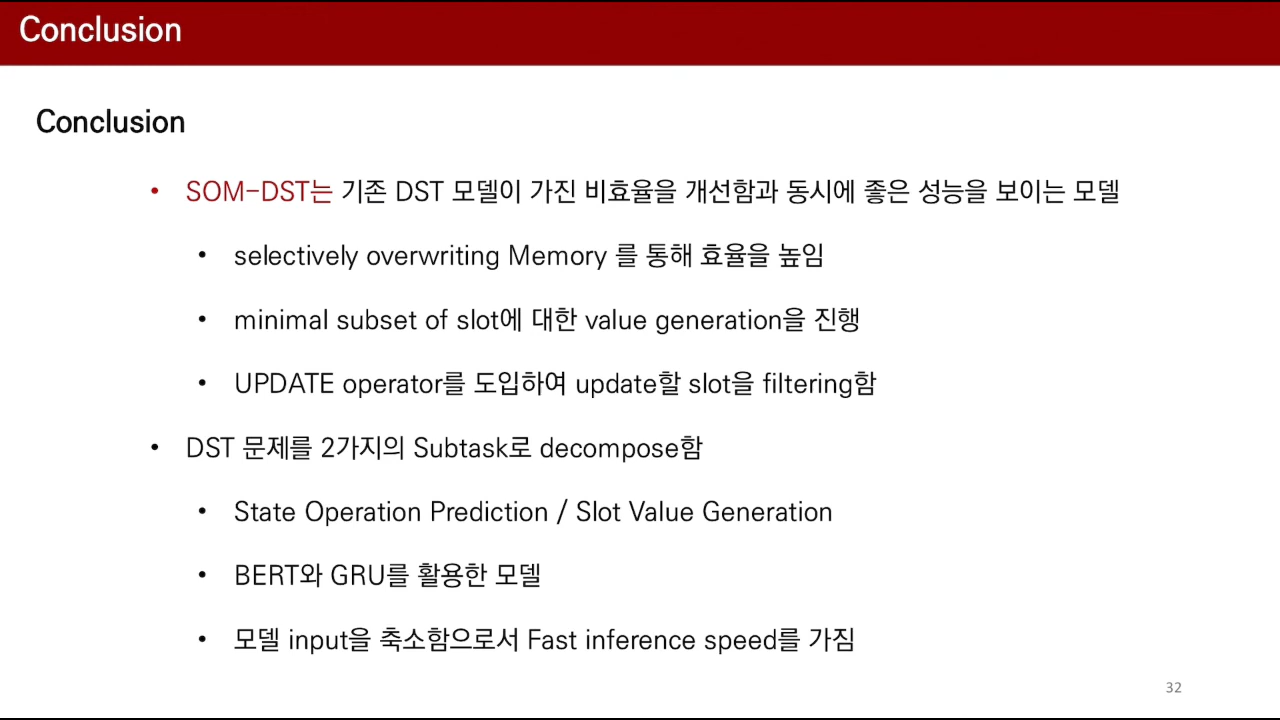 Conclusion
Conclusion
• SOM-DST는 기존 DST 모델이 가진 비효율을 개선함과 동시에 좋은 성능을 보이는 모델
• selectively overwriting Memory 를 통해 효율을 높임
• minimal subset of slot에 대한 value generation을 진행
• UPDATE operator를 도입하여 update할 slot을 filtering함
• DST 문제를 2가지의 Subtask로 decompose함
• State Operation Prediction / Slot Value Generation
• BERT와 GRU를 활용한 모델
• 모델 input을 축소함으로서 Fast inference speed를 가짐
32